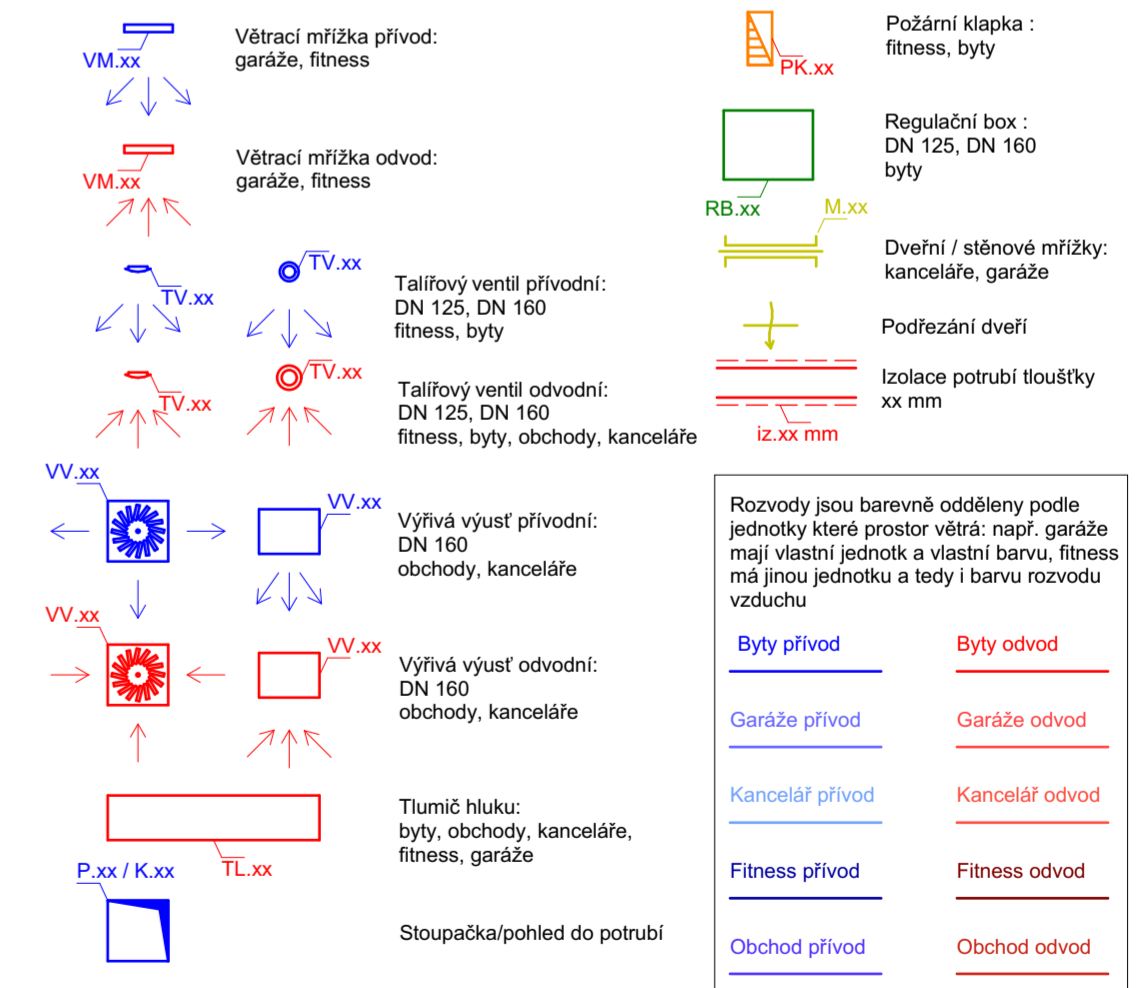 VM.xx
Větrací mřížka přívod:
garáže, fitness
VM.xx
Větrací mřížka odvod:
garáže, fitness
TV.xx
TV.xx
Talířový ventil přívodní:
DN 125, DN 160
fitness, byty
TV.xx
TV.xx
Talířový ventil odvodní:
DN 125, DN 160
fitness, byty, obchody, kanceláře
VV.xx
VV.xx
Výřivá výusť přívodní:
DN 160
obchody, kanceláře
VV.xx
VV.xx
Výřivá výusť odvodní:
DN 160
obchody, kanceláře
TL.xx
Tlumič hluku:
byty, obchody, kanceláře,
fitness, garáže
P.xx / K.xx
Stoupačka/pohled do potrubí
PK.xx
Požární klapka :
fitness, byty
RB.xx
Regulační box :
DN 125, DN 160
byty
M.xx
Dveřní / stěnové mřížky:
kanceláře, garáže
Podřezání dveří
Izolace potrubí tloušťky
xx mm
iz.xx mm
Rozvody jsou barevně odděleny podle
jednotky které prostor větrá: např. garáže
mají vlastní jednotk a vlastní barvu, fitness
má jinou jednotku a tedy i barvu rozvodu
vzduchu
Byty přívod
Byty odvod
Garáže přívod
Garáže odvod
Kancelář přívod
Kancelář odvod
Fitness přívod
Fitness odvod
Obchod přívod
Obchod odvod